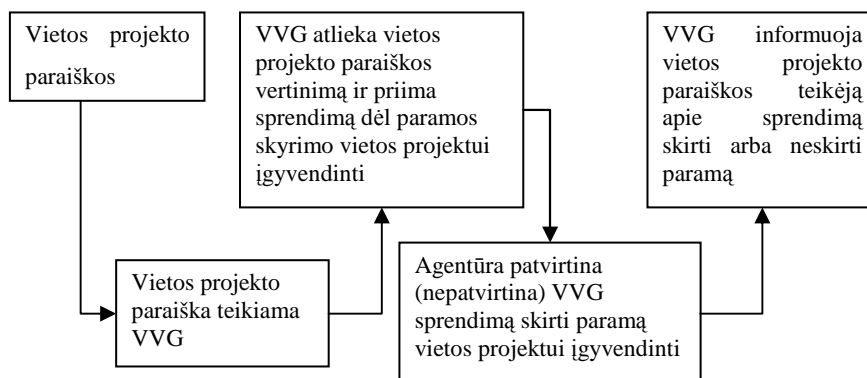 Vietos projekto
paraiškos
Vietos projekto
paraiška teikiama
VVG
VVG atlieka vietos
projekto paraiškos
vertinimą ir priima
sprendimą dėl paramos
skyrimo vietos projektui
įgyvendinti
Agentūra patvirtina
(nepatvirtina) VVG
sprendimą skirti paramą
vietos projektui įgyvendinti
VVG informuoja
vietos projekto
paraiškos teikėją
apie sprendimą
skirti arba neskirti
paramą